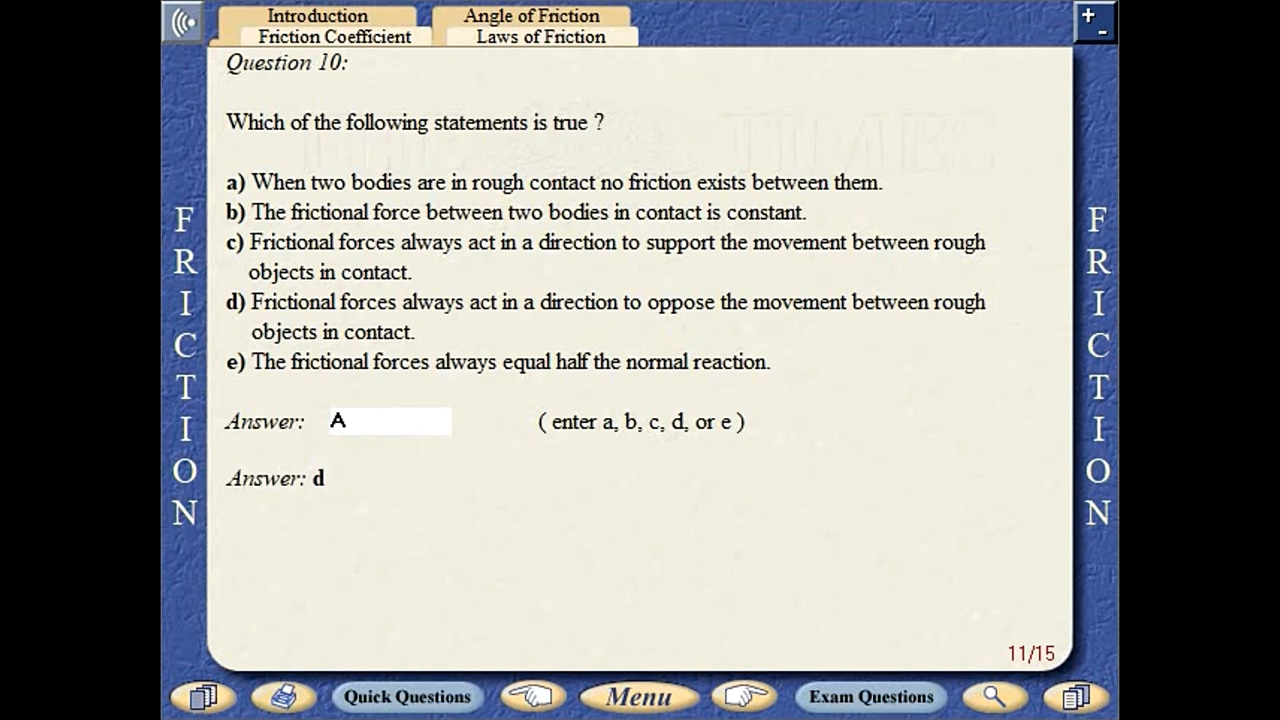 Introduction
Angle of Friction
Friction Coefficient
Laws of Friction
+
-
Question 10:
Which of the following statements is true ?
a) When two bodies are in rough contact no friction exists between them.
b) The frictional force between two bodies in contact is constant.
c) Frictional forces always act in a direction to support the movement between rough
objects in contact.
d) Frictional forces always act in a direction to oppose the movement between rough
objects in contact.
e) The frictional forces always equal half the normal reaction.
Answer: A ( enter a, b, c, d, or e )
Answer: d
FRICTION
FRICTION
11/15
Quick Questions
Menu
Exam Questions